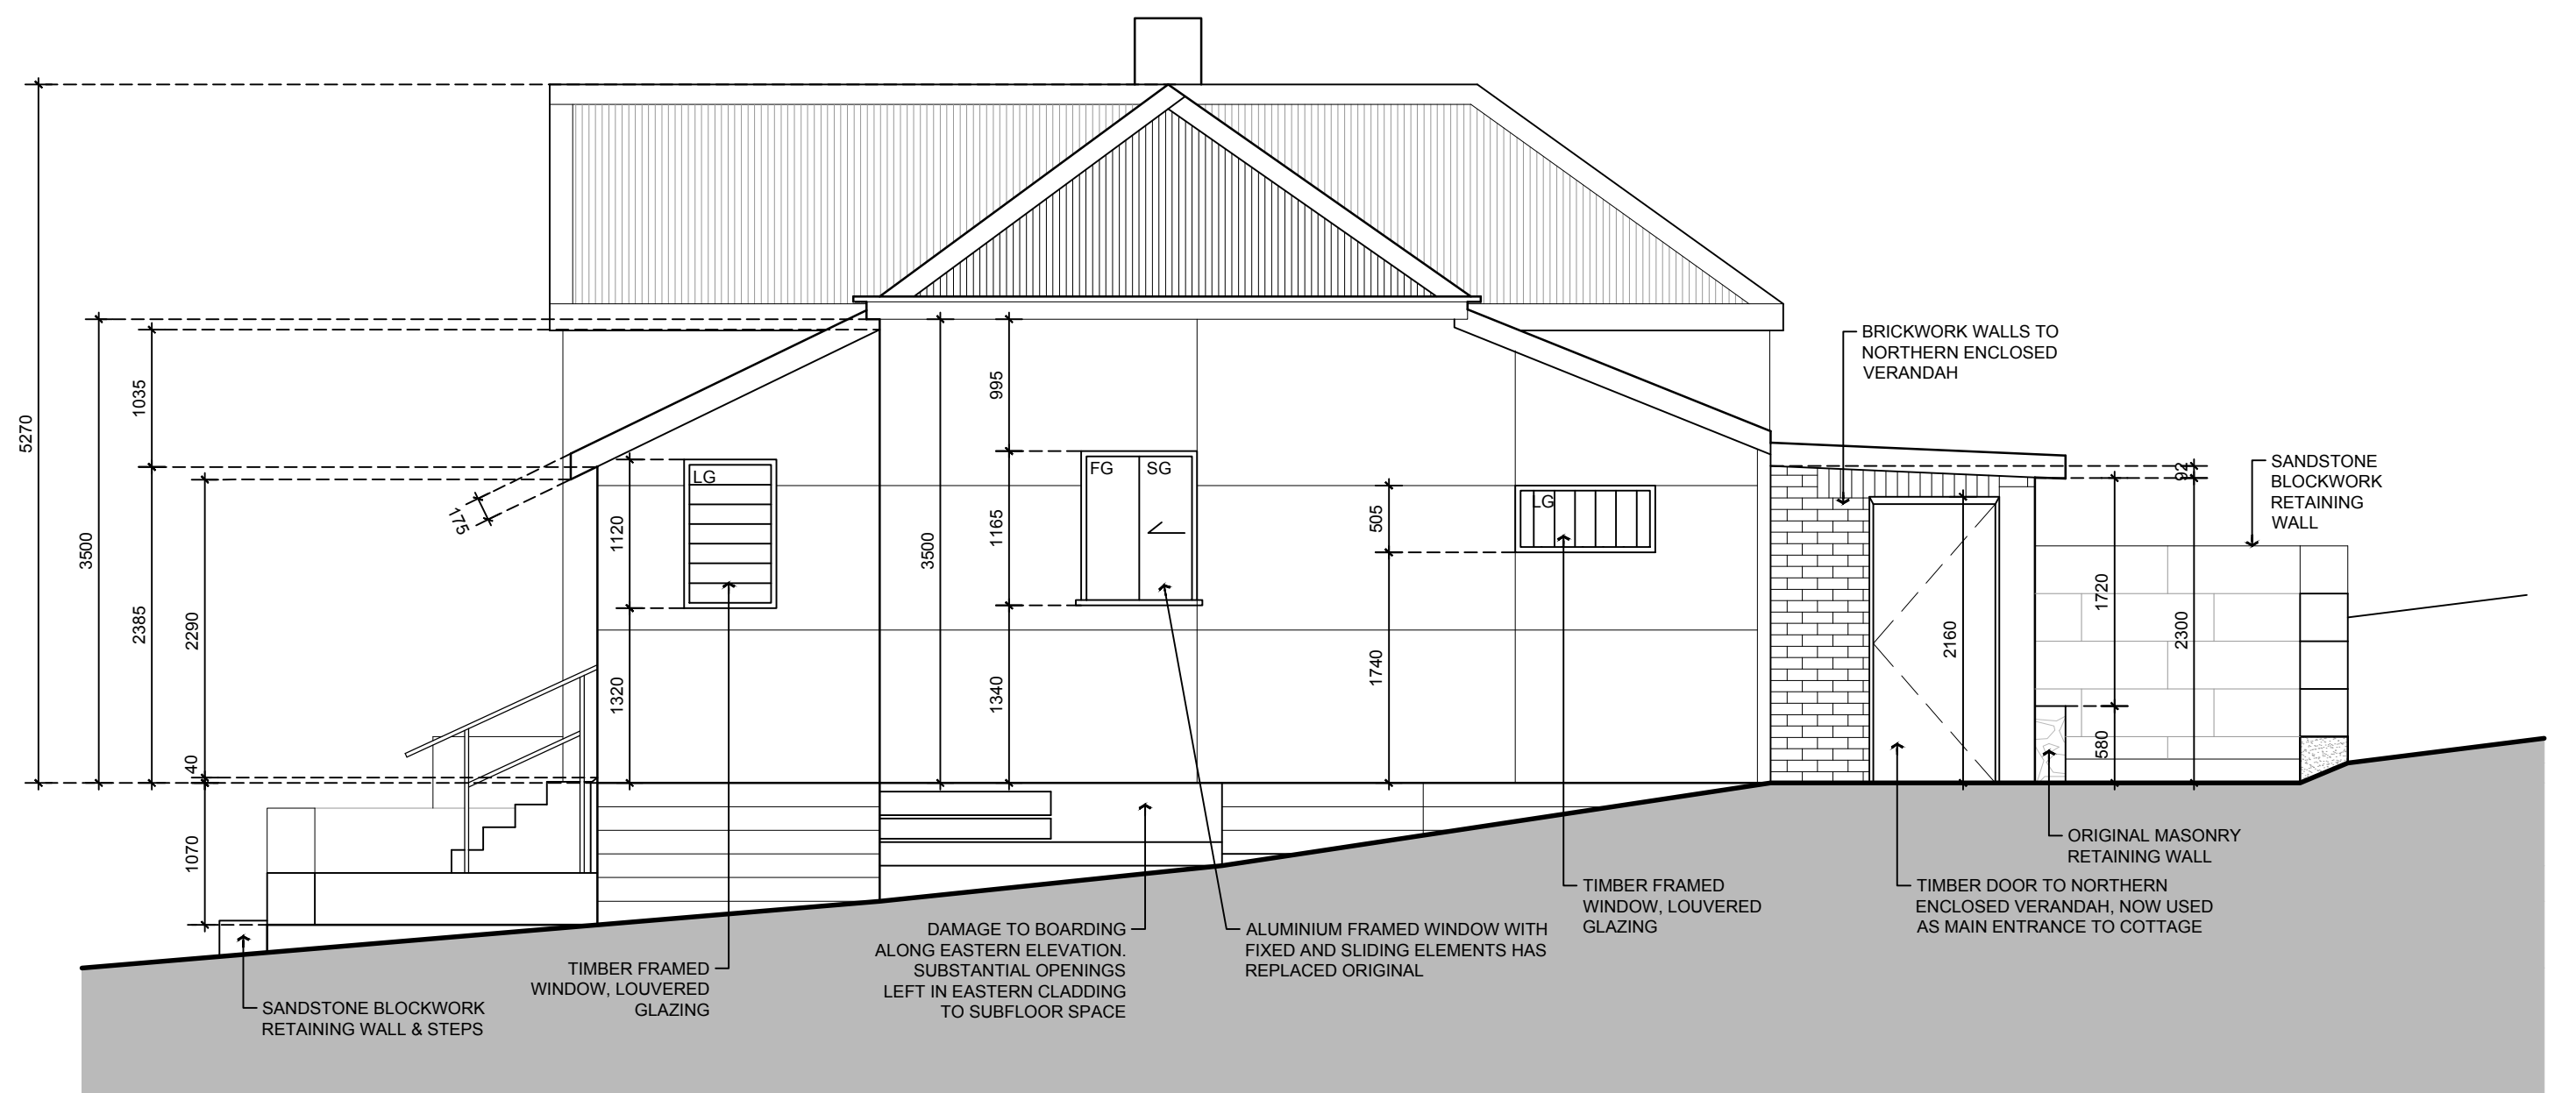 5270
3500
1035
2385
2290
40
1070
175
1120
1320
LG
3500
995
1165
1340
FG SG
505
1740
LG
2160
92
1720
2300
580
BRICKWORK WALLS TO
NORTHERN ENCLOSED
VERANDAH
SANDSTONE
BLOCKWORK
RETAINING
WALL
ORIGINAL MASONRY
RETAINING WALL
TIMBER DOOR TO NORTHERN
ENCLOSED VERANDAH, NOW USED
AS MAIN ENTRANCE TO COTTAGE
TIMBER FRAMED
WINDOW, LOUVERED
GLAZING
ALUMINIUM FRAMED WINDOW WITH
FIXED AND SLIDING ELEMENTS HAS
REPLACED ORIGINAL
DAMAGE TO BOARDING
ALONG EASTERN ELEVATION.
SUBSTANTIAL OPENINGS
LEFT IN EASTERN CLADDING
TO SUBFLOOR SPACE
TIMBER FRAMED
WINDOW, LOUVERED
GLAZING
SANDSTONE BLOCKWORK
RETAINING WALL & STEPS